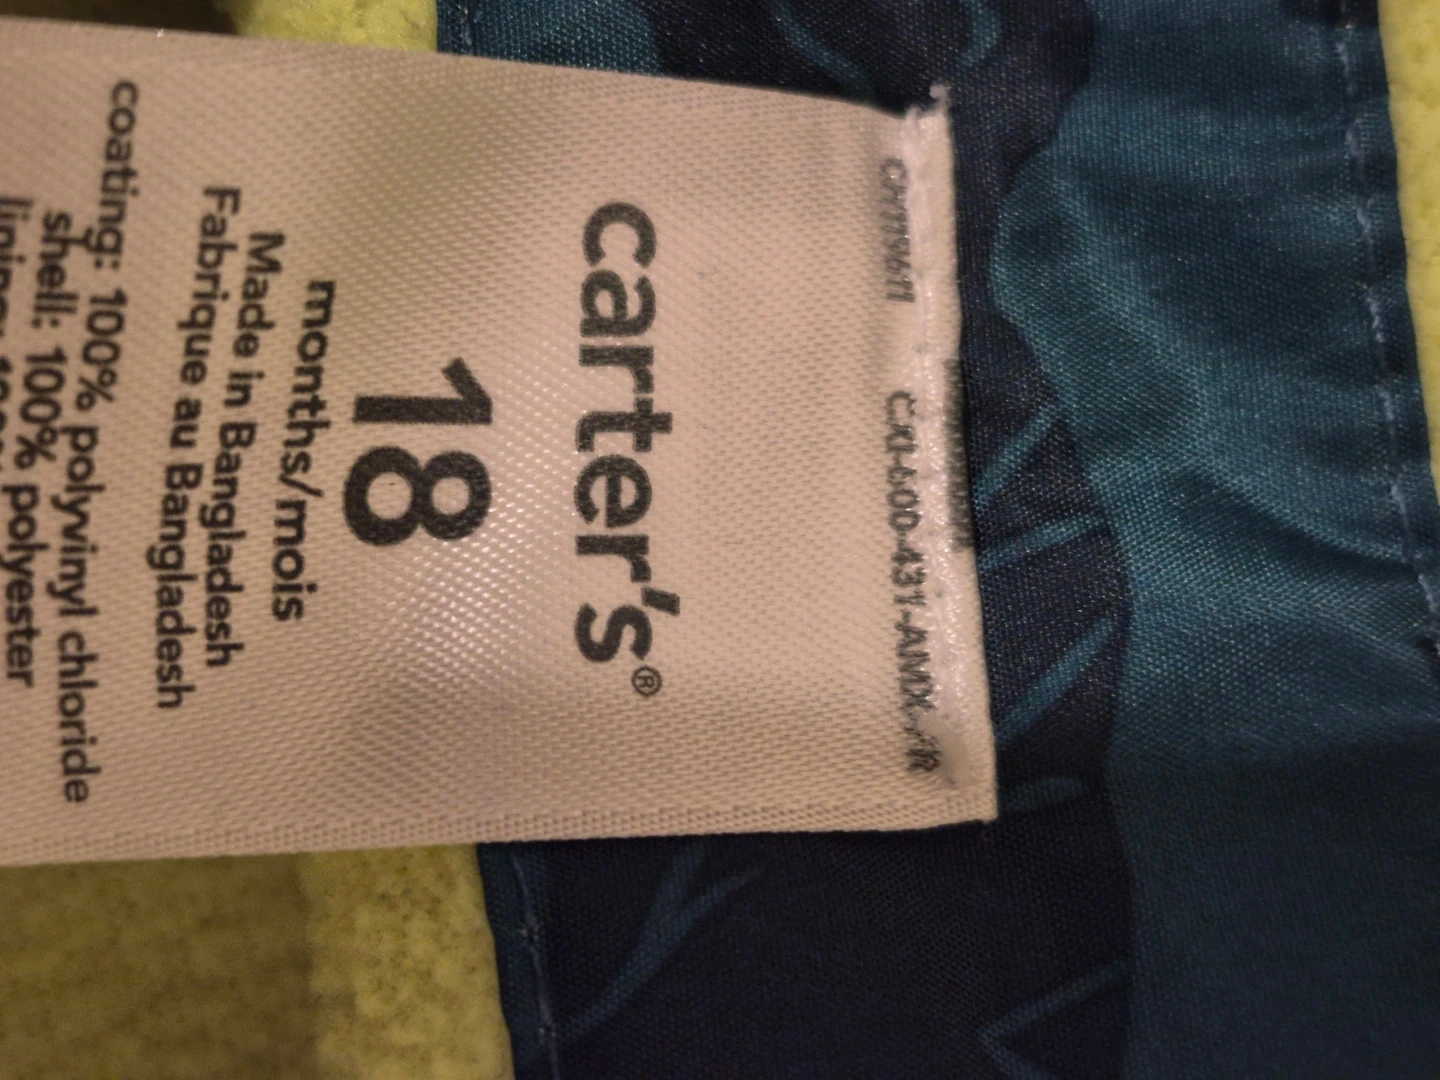 carter's®
18
months/mois
Made in Bangladesh
Fabrique au Bangladesh
coating: 100% polyvinyl chloride
shell: 100% polyester